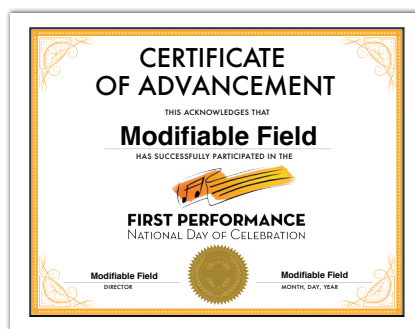 CERTIFICATE
OF ADVANCEMENT
THIS ACKNOWLEDGES THAT
Modifiable Field
HAS SUCCESSFULLY PARTICIPATED IN THE
FIRST PERFORMANCE
NATIONAL DAY OF CELEBRATION
Modifiable Field
DIRECTOR
Modifiable Field
MONTH, DAY, YEAR